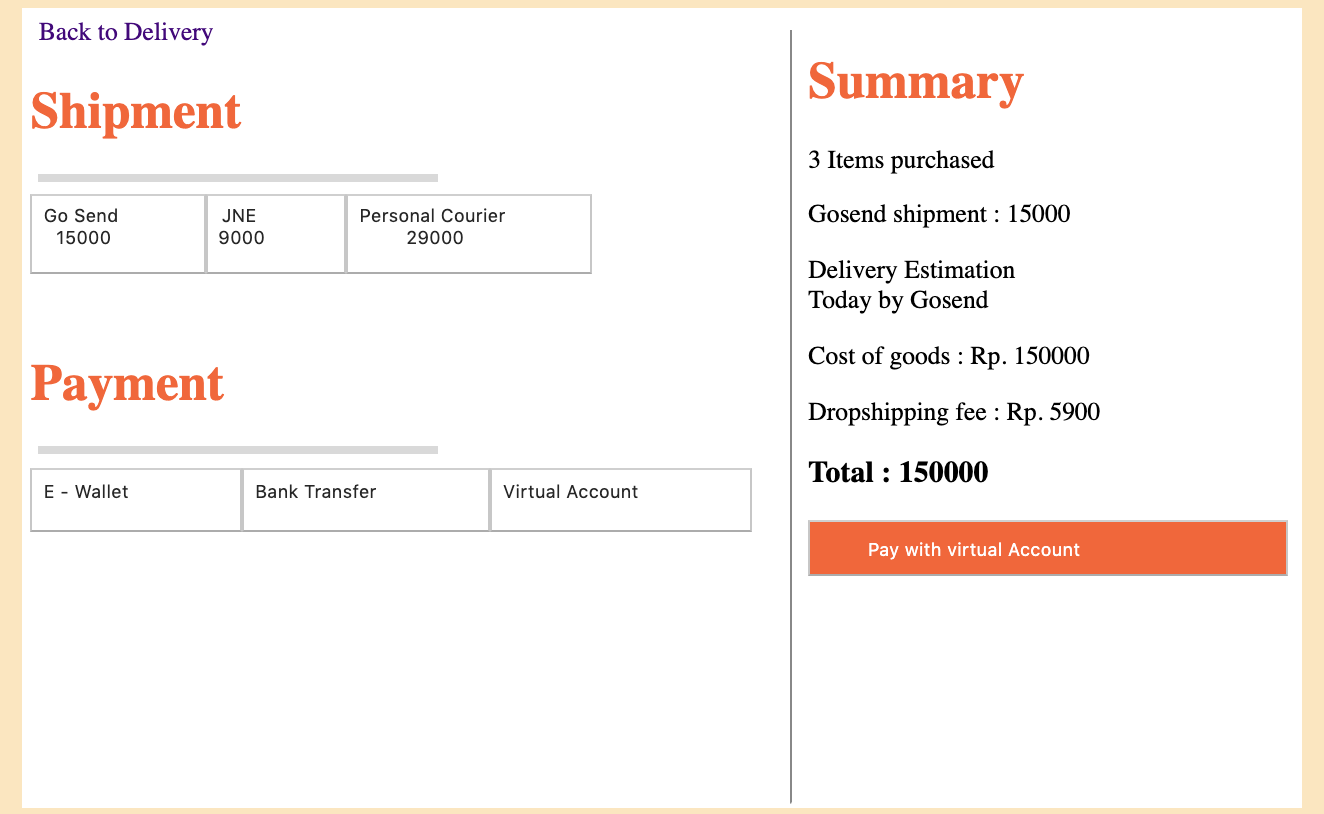 Back to Delivery
Shipment
Go Send
15000
JNE
9000
Personal Courier
29000
Payment
E - Wallet
Bank Transfer
Virtual Account
Summary
3 Items purchased
Gosend shipment : 15000
Delivery Estimation
Today by Gosend
Cost of goods : Rp. 150000
Dropshipping fee : Rp. 5900
Total : 150000
Pay with virtual Account